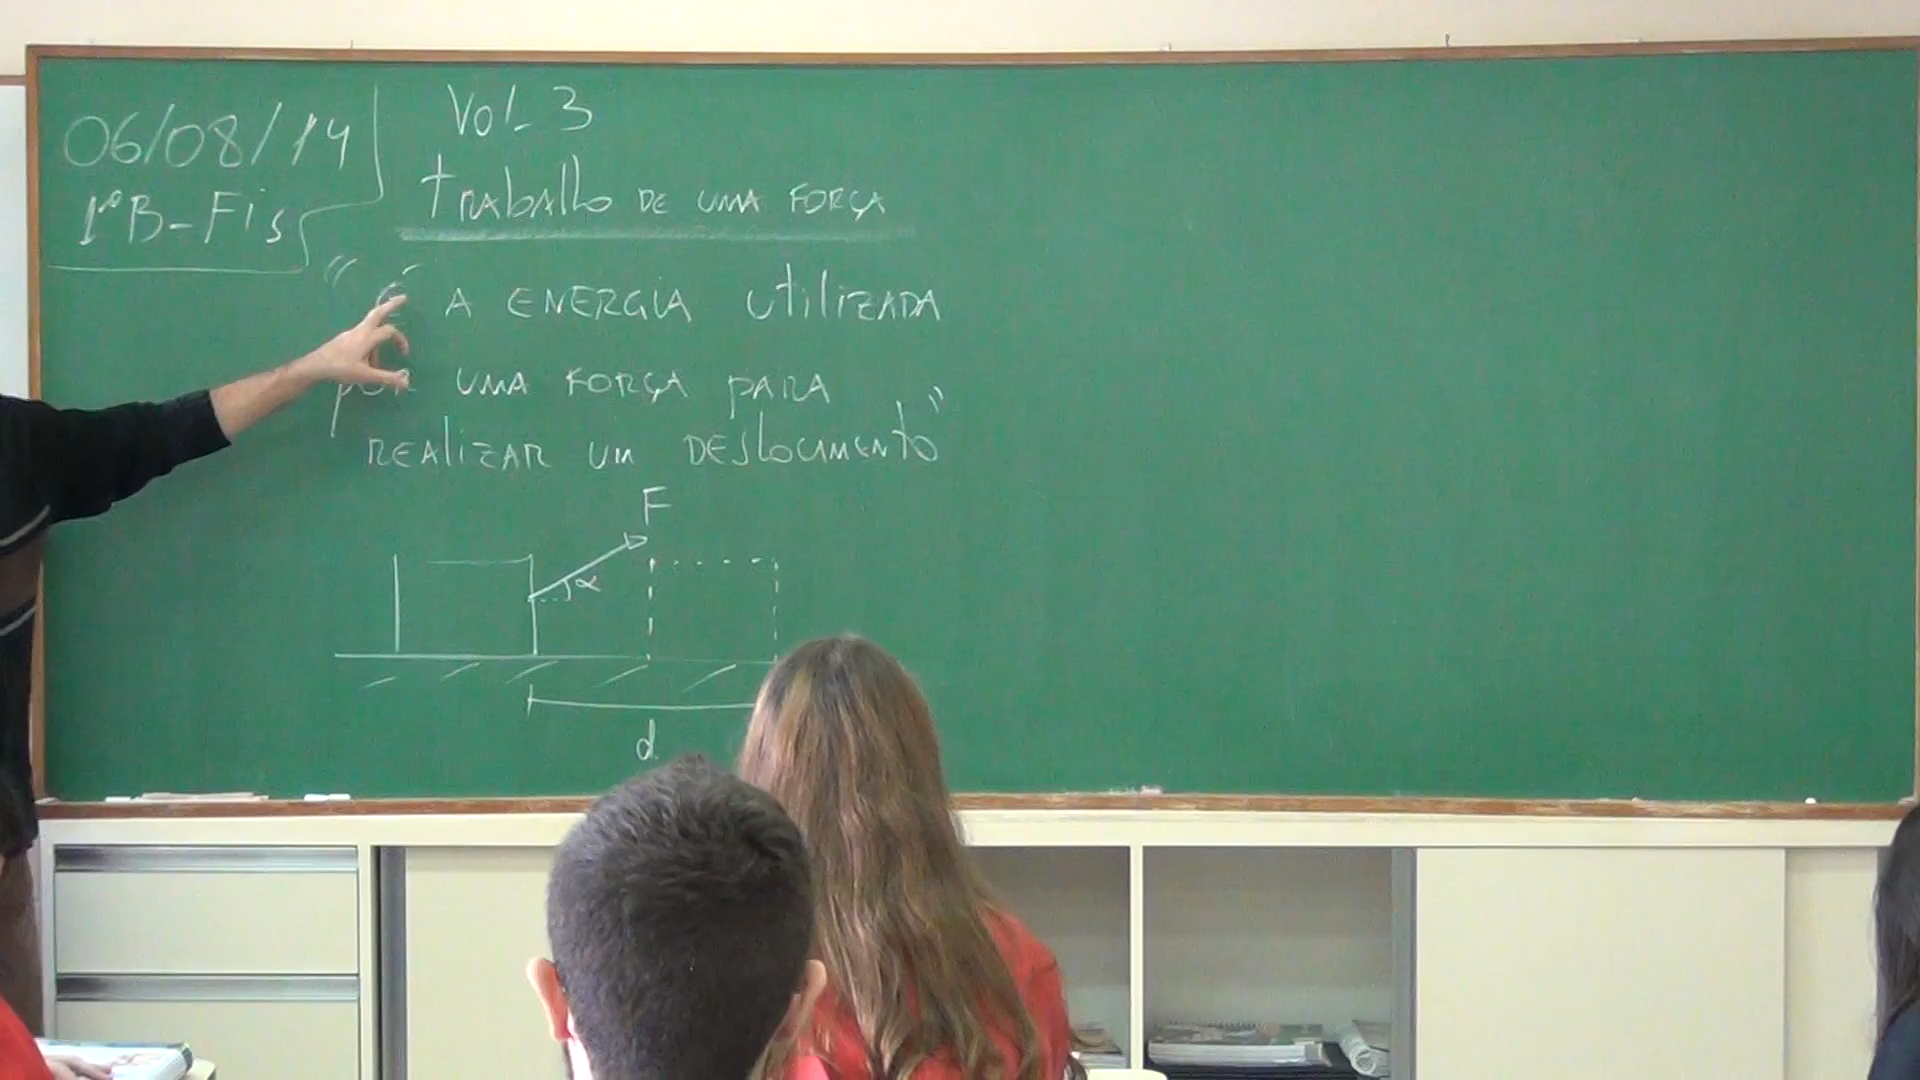 06/08/14
1ºB-Fis
Vol. 3
Trabalho DE UMA FORÇA
"É A ENERGIA UTILIZADA
POR UMA FORÇA PARA
REALIZAR UM DESLOCAMENTO"
F
α
d